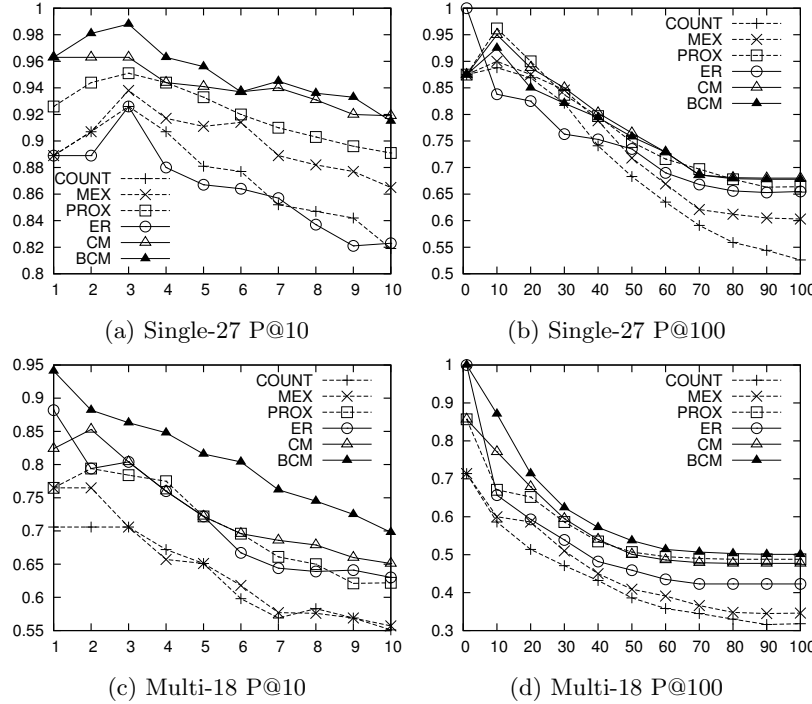 1
0.98
0.96
0.94
0.92
0.9
0.88
0.86
0.84
0.82
0.8
COUNT
MEX
PROX
ER
CM
BCM
1 2 3 4 5 6 7 8 9 10
(a) Single-27 P@10
1
0.95
0.9
0.85
0.8
0.75
0.7
0.65
0.6
0.55
0.5
COUNT
MEX
PROX
ER
CM
BCM
0 10 20 30 40 50 60 70 80 90 100
(b) Single-27 P@100
0.95
0.9
0.85
0.8
0.75
0.7
0.65
0.6
0.55
COUNT
MEX
PROX
ER
CM
BCM
1 2 3 4 5 6 7 8 9 10
(c) Multi-18 P@10
1
0.9
0.8
0.7
0.6
0.5
0.4
0.3
COUNT
MEX
PROX
ER
CM
BCM
0 10 20 30 40 50 60 70 80 90 100
(d) Multi-18 P@100